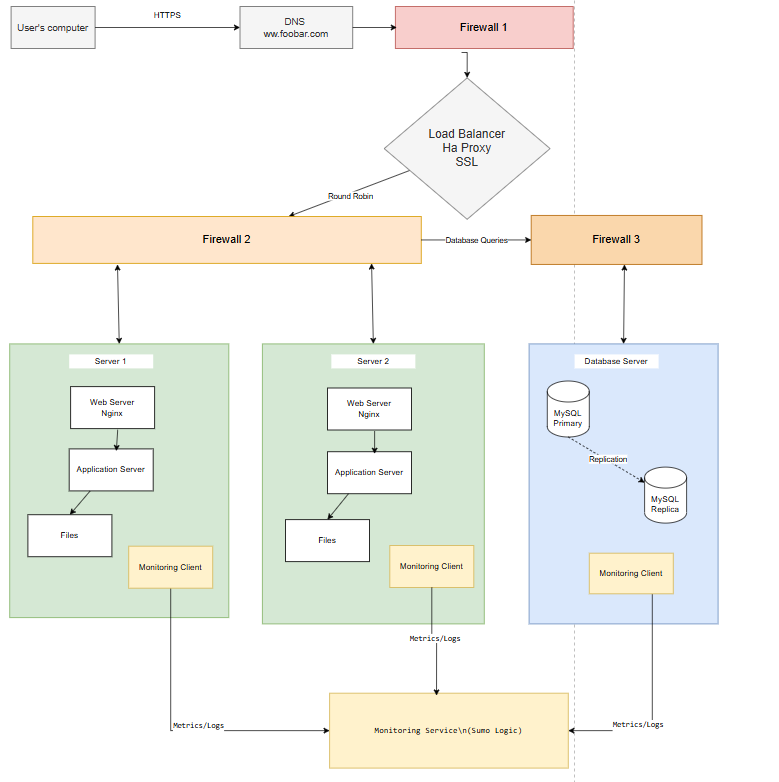 User's computer
HTTPS
DNS
ww.foobar.com
Firewall 1
Load Balancer
Ha Proxy
SSL
Round Robin
Firewall 2
Database Queries
Firewall 3
Server 1
Web Server
Nginx
Application Server
Files
Monitoring Client
Server 2
Web Server
Nginx
Application Server
Files
Monitoring Client
Database Server
MySQL
Primary
Replication
MySQL
Replica
Monitoring Client
Metrics/Logs
Metrics/Logs
Metrics/Logs
Monitoring Service\n(Sumo Logic)